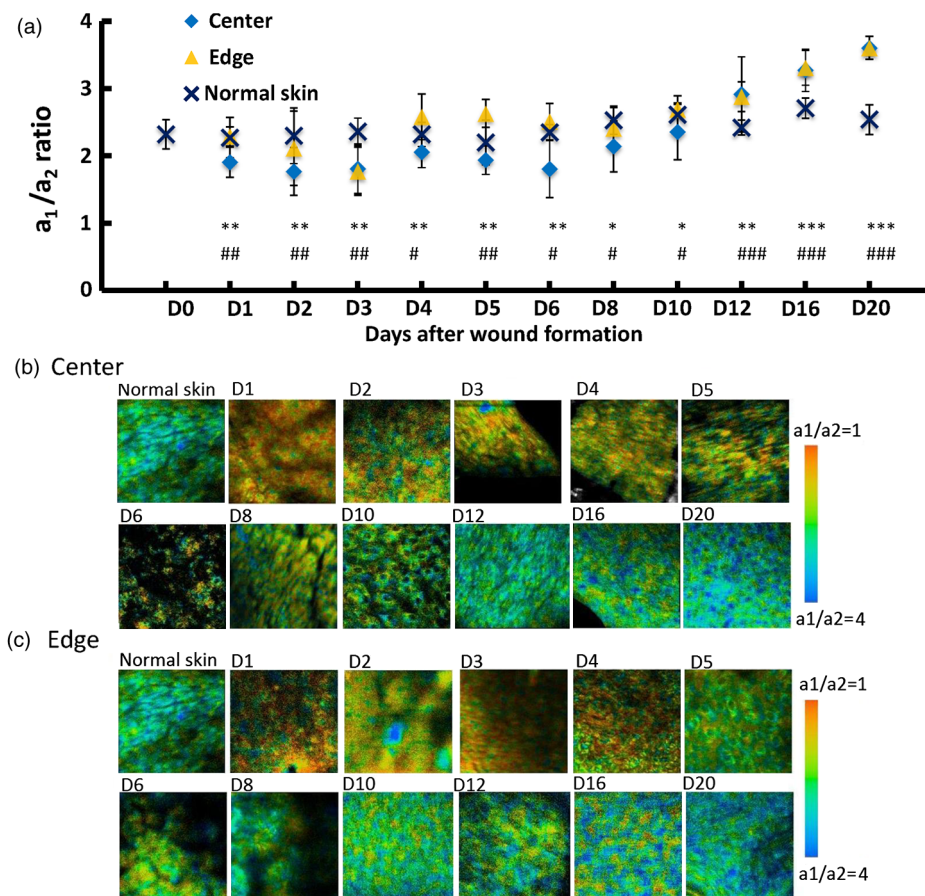 (a)
4
3
2
1
0
a1/a2 ratio
Center
Edge
Normal skin
** ** ** ** ** ** * * ** *** ***
## ## ## # ## # # # ### ### ###
D0 D1 D2 D3 D4 D5 D6 D8 D10 D12 D16 D20
Days after wound formation
(b) Center
Normal skin D1 D2 D3 D4 D5
a1/a2=1
D6 D8 D10 D12 D16 D20
a1/a2=4
(c) Edge
Normal skin D1 D2 D3 D4 D5
a1/a2=1
D6 D8 D10 D12 D16 D20
a1/a2=4